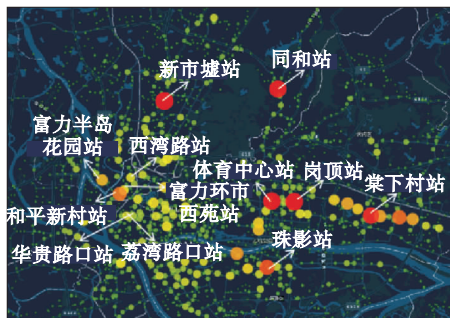 同和站
新市墟站
富力半岛
花园站
西湾路站
体育中心站
岗顶站
棠下村站
富力环市
西苑站
和平新村站
华贵路口站
荔湾路口站
珠影站